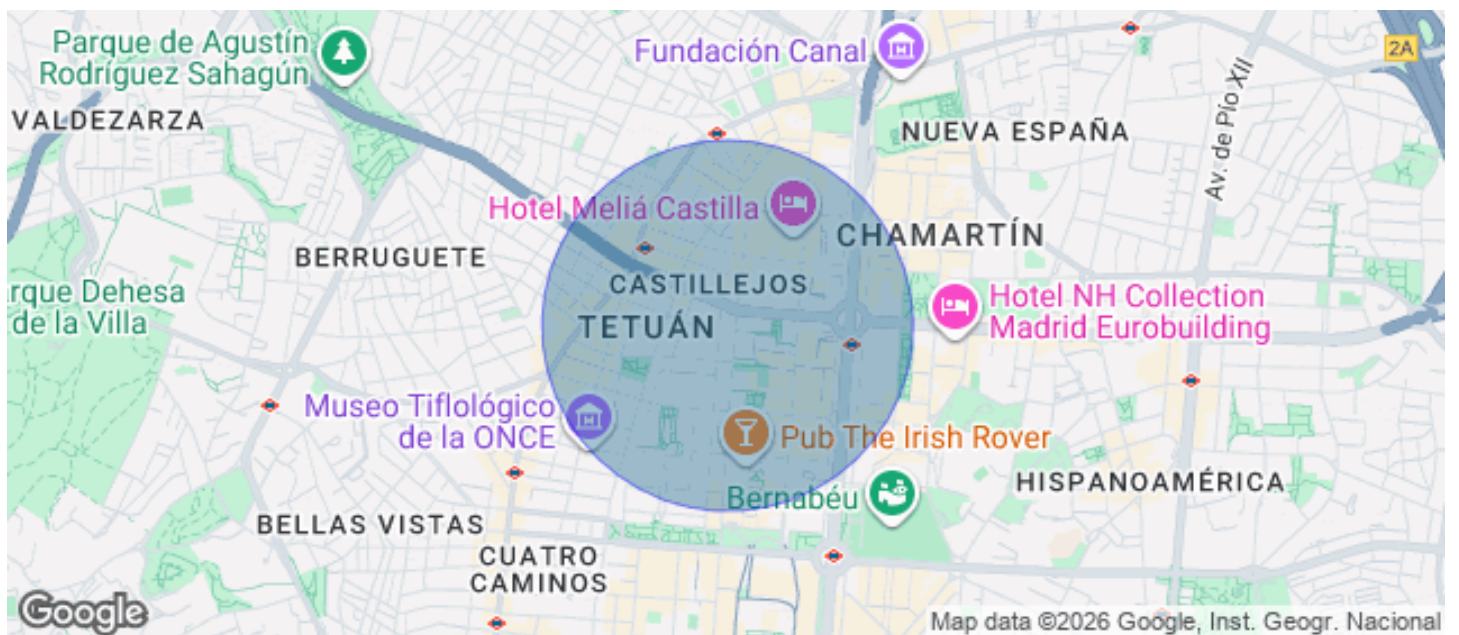 Parque de Agustín
Rodríguez Sahagún
Fundación Canal
2A
VALDEZARZA
NUEVA ESPAÑA
Av. de Pío XII
Hotel Meliá Castilla
CHAMARTÍN
BERRUGUETE
CASTILLEJOS
rque Dehesa
de la Villa
Hotel NH Collection
Madrid Eurobuilding
TETUÁN
Museo Tiflológico
de la ONCE
Pub The Irish Rover
Bernabéu
HISPANOAMÉRICA
BELLAS VISTAS
CUATRO
CAMINOS
Google
Map data ©2026 Google, Inst. Geogr. Nacional